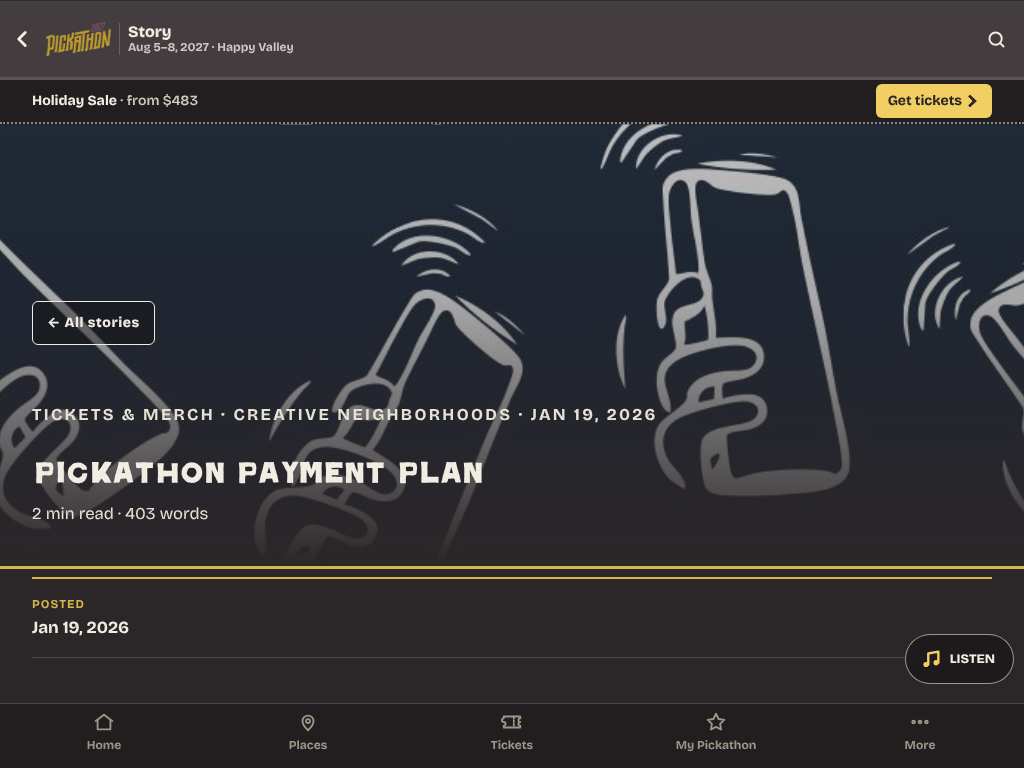 PICKATHON
Story
Aug 5–8, 2027 · Happy Valley
Holiday Sale · from $483
Get tickets
← All stories
TICKETS & MERCH · CREATIVE NEIGHBORHOODS · JAN 19, 2026
PICKATHON PAYMENT PLAN
2 min read · 403 words
POSTED
Jan 19, 2026
LISTEN
Home
Places
Tickets
My Pickathon
More